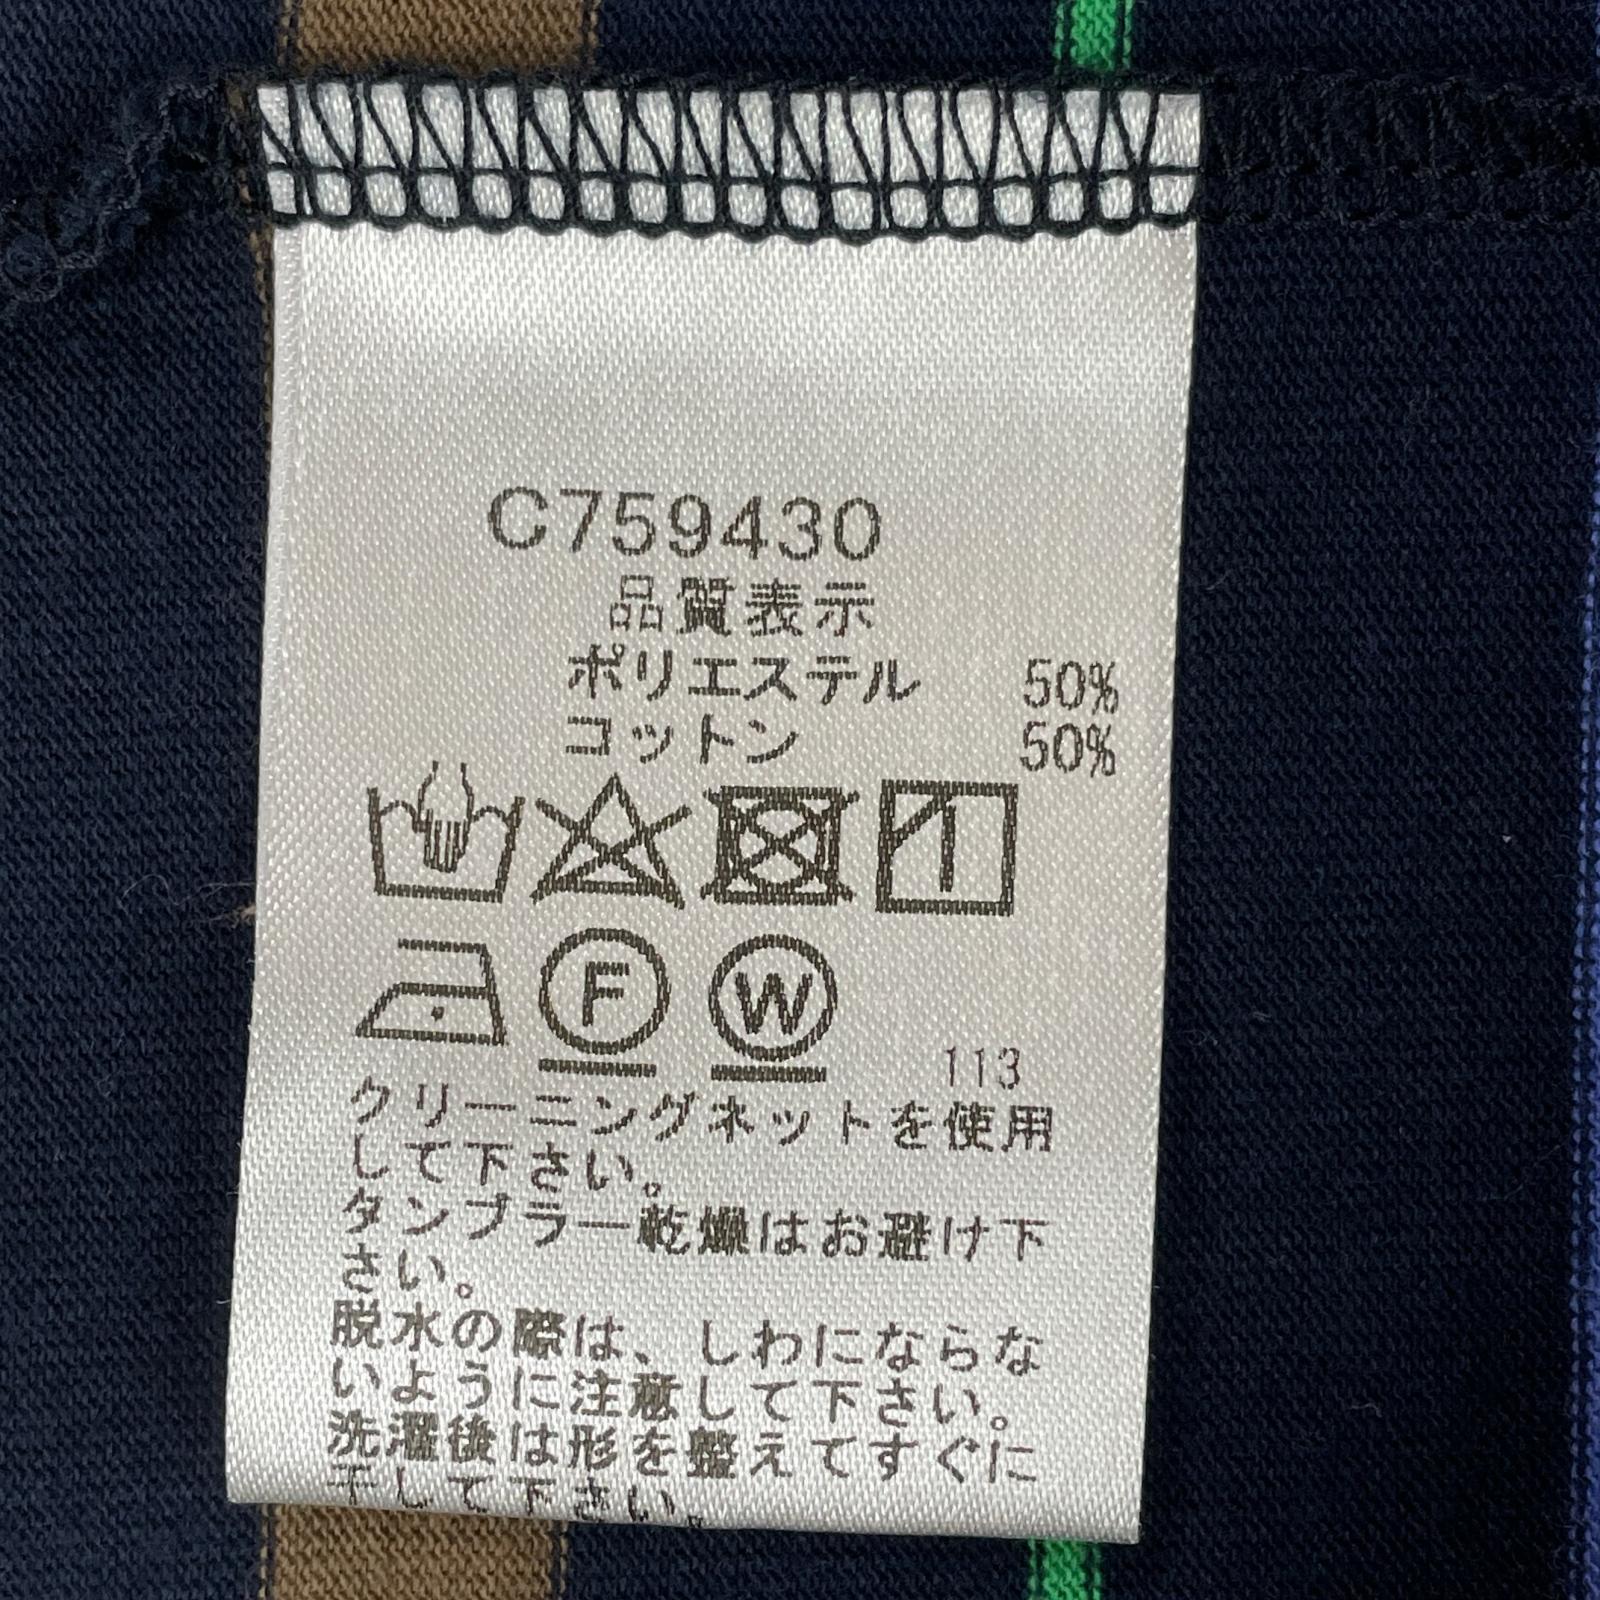 C759430
品質表示
ポリエステル 50%
コットン 50%
F W
113
クリーニングネットを使用
して下さい。
タンブラー乾燥はお避け下
さい。
脱水の際は、しわにならな
いように注意して下さい。
洗濯後は形を整えてすぐに
干して下さい。